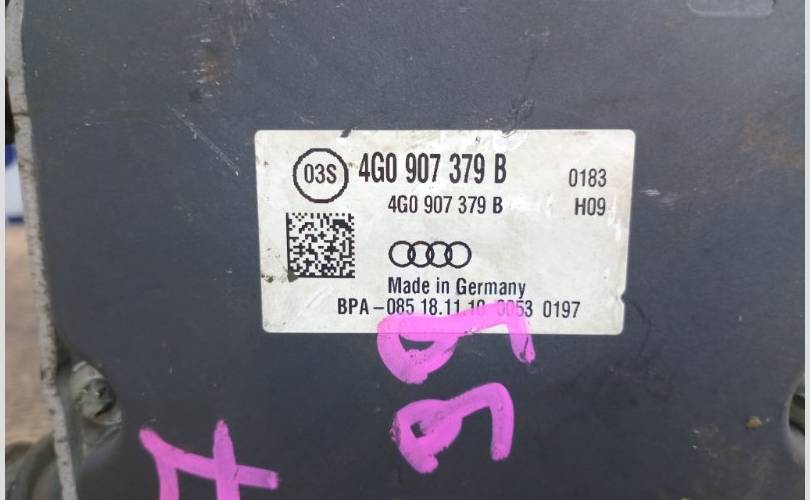 03S 4G0 907 379 B 0183
4G0 907 379 B H09
Made in Germany
BPA-085 18.11.10 0053 0197